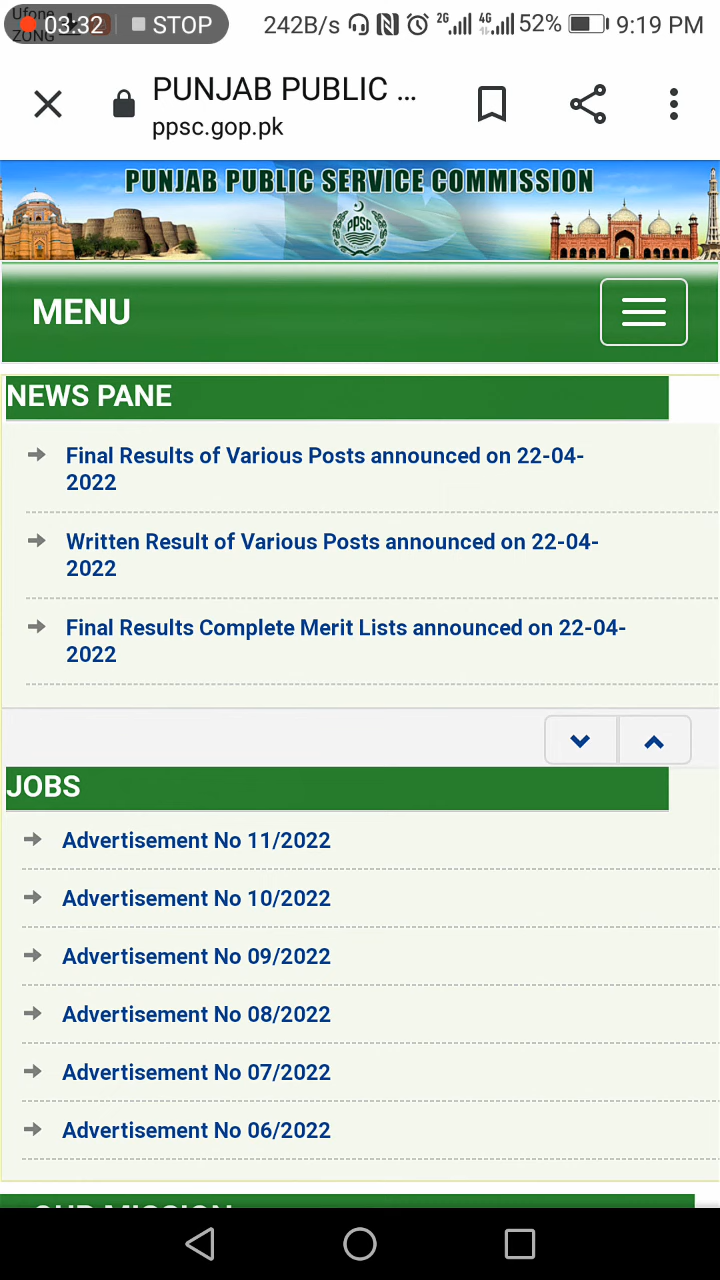 Ufone
ZONG
03:32 STOP 242B/s 2G 4G 52% 9:19 PM
PUNJAB PUBLIC ...
ppsc.gop.pk
PUNJAB PUBLIC SERVICE COMMISSION
PPSC
MENU
NEWS PANE
Final Results of Various Posts announced on 22-04-
2022
Written Result of Various Posts announced on 22-04-
2022
Final Results Complete Merit Lists announced on 22-04-
2022
JOBS
Advertisement No 11/2022
Advertisement No 10/2022
Advertisement No 09/2022
Advertisement No 08/2022
Advertisement No 07/2022
Advertisement No 06/2022
OUR MISSION